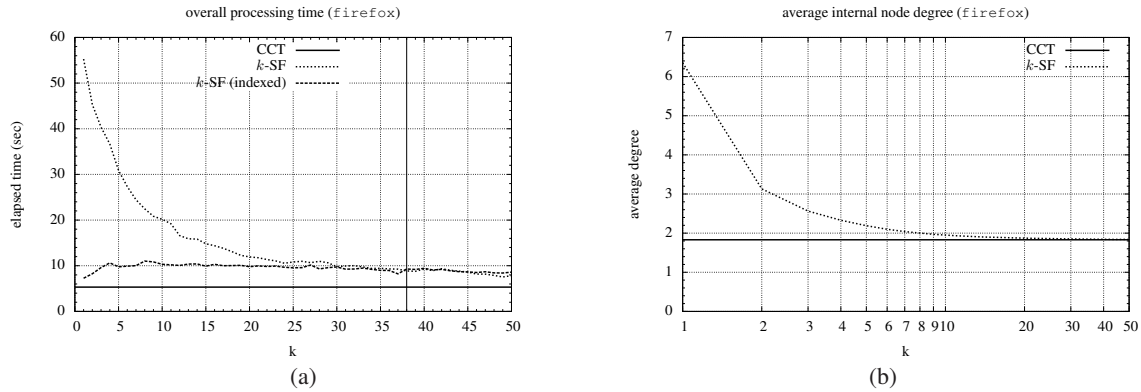 overall processing time (firefox)
60
50
40
30
20
10
0
elapsed time (sec)
CCT
k-SF
k-SF (indexed)
0 5 10 15 20 25 30 35 40 45 50
k
(a)
average internal node degree (firefox)
7
6
5
4
3
2
1
0
average degree
CCT
k-SF
1 2 3 4 5 6 7 8 9 10 20 30 40 50
k
(b)